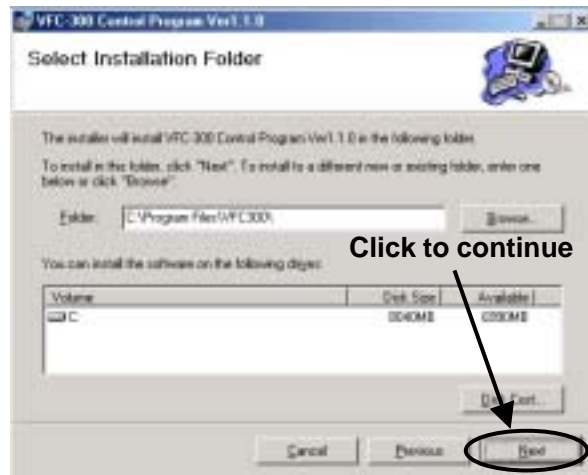 VFC-300 Control Program Ver1.1.0
Select Installation Folder
The installer will install VFC-300 Control Program Ver1.1.0 in the following folder.
To install in this folder, click "Next". To install to a different new or existing folder, enter one
below or click "Browse".
Folder: C:\Program Files\VFC300\ Browse...
Click to continue
You can install the software on the following drives:
Volume Disk Size Available
C
Disk Cost...
Cancel Previous Next